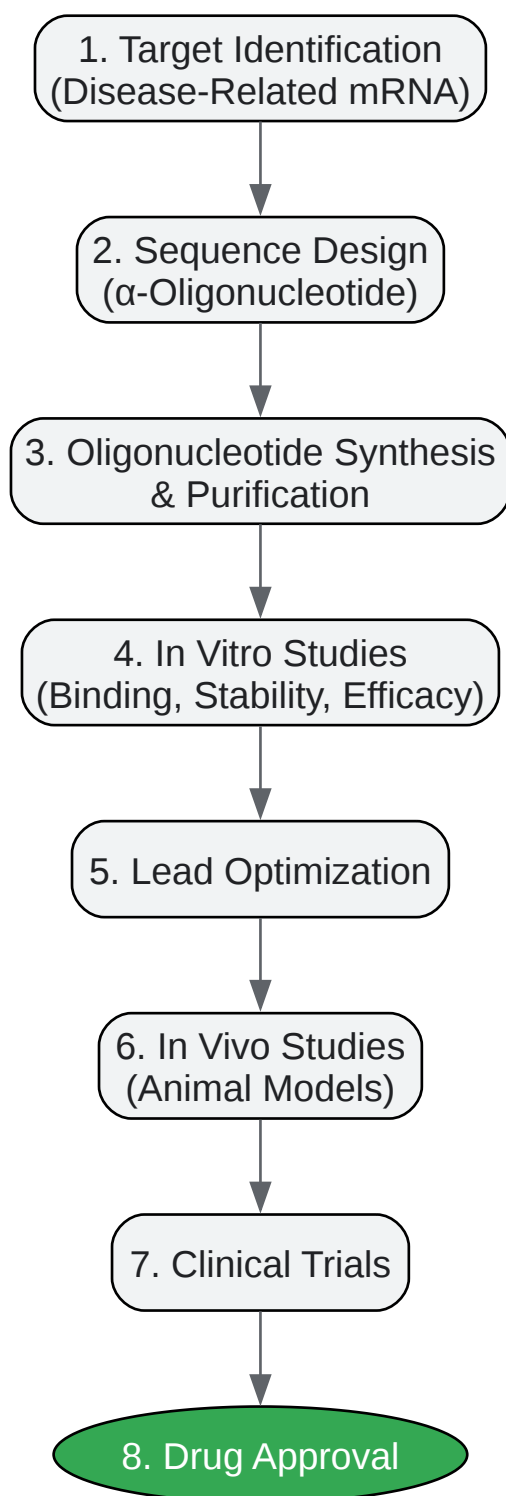 1. Target Identification
(Disease-Related mRNA)
2. Sequence Design
(α-Oligonucleotide)
3. Oligonucleotide Synthesis
& Purification
4. In Vitro Studies
(Binding, Stability, Efficacy)
5. Lead Optimization
6. In Vivo Studies
(Animal Models)
7. Clinical Trials
8. Drug Approval